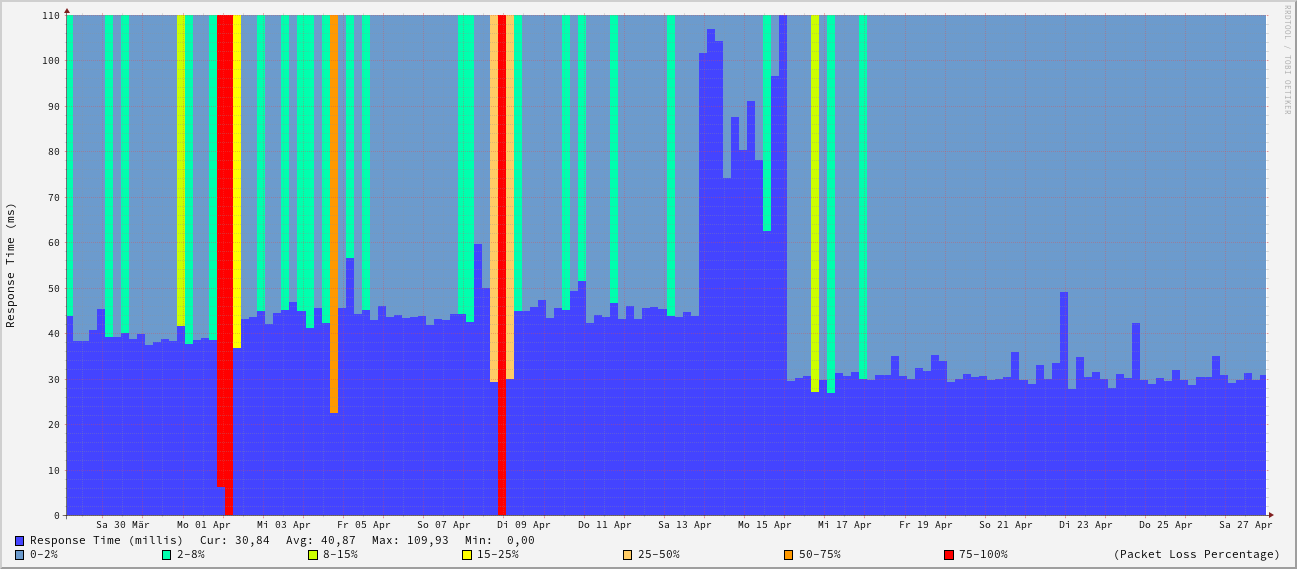 RRDTOOL / TOBI OETIKER
Response Time (ms)
110
100
90
80
70
60
50
40
30
20
10
0
Sa 30 Mär Mo 01 Apr Mi 03 Apr Fr 05 Apr So 07 Apr Di 09 Apr Do 11 Apr Sa 13 Apr Mo 15 Apr Mi 17 Apr Fr 19 Apr So 21 Apr Di 23 Apr Do 25 Apr Sa 27 Apr
Response Time (millis) Cur: 30,84 Avg: 40,87 Max: 109,93 Min: 0,00
0-2% 2-8% 8-15% 15-25% 25-50% 50-75% 75-100% (Packet Loss Percentage)